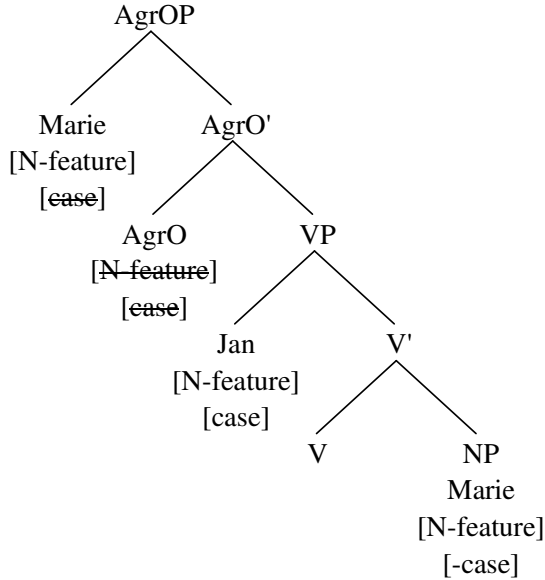 AgrOP
Marie AgrO'
[N-feature]
[case]
AgrO VP
[N-feature]
[case]
Jan V'
[N-feature]
[case]
V NP
Marie
[N-feature]
[-case]